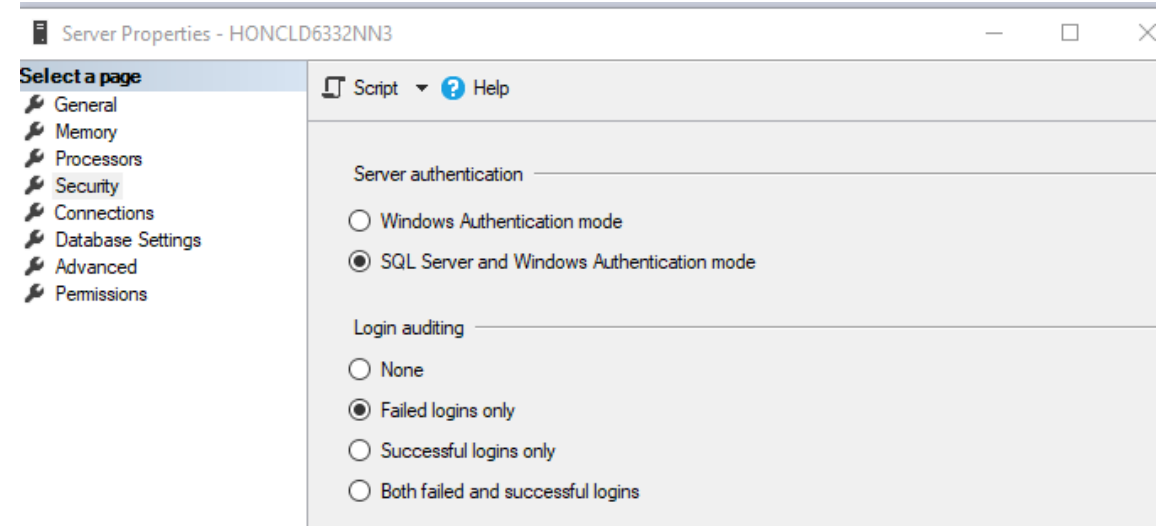 Server Properties - HONCLD6332NN3
Select a page
General
Memory
Processors
Security
Connections
Database Settings
Advanced
Permissions
Script
Help
Server authentication
Windows Authentication mode
SQL Server and Windows Authentication mode
Login auditing
None
Failed logins only
Successful logins only
Both failed and successful logins